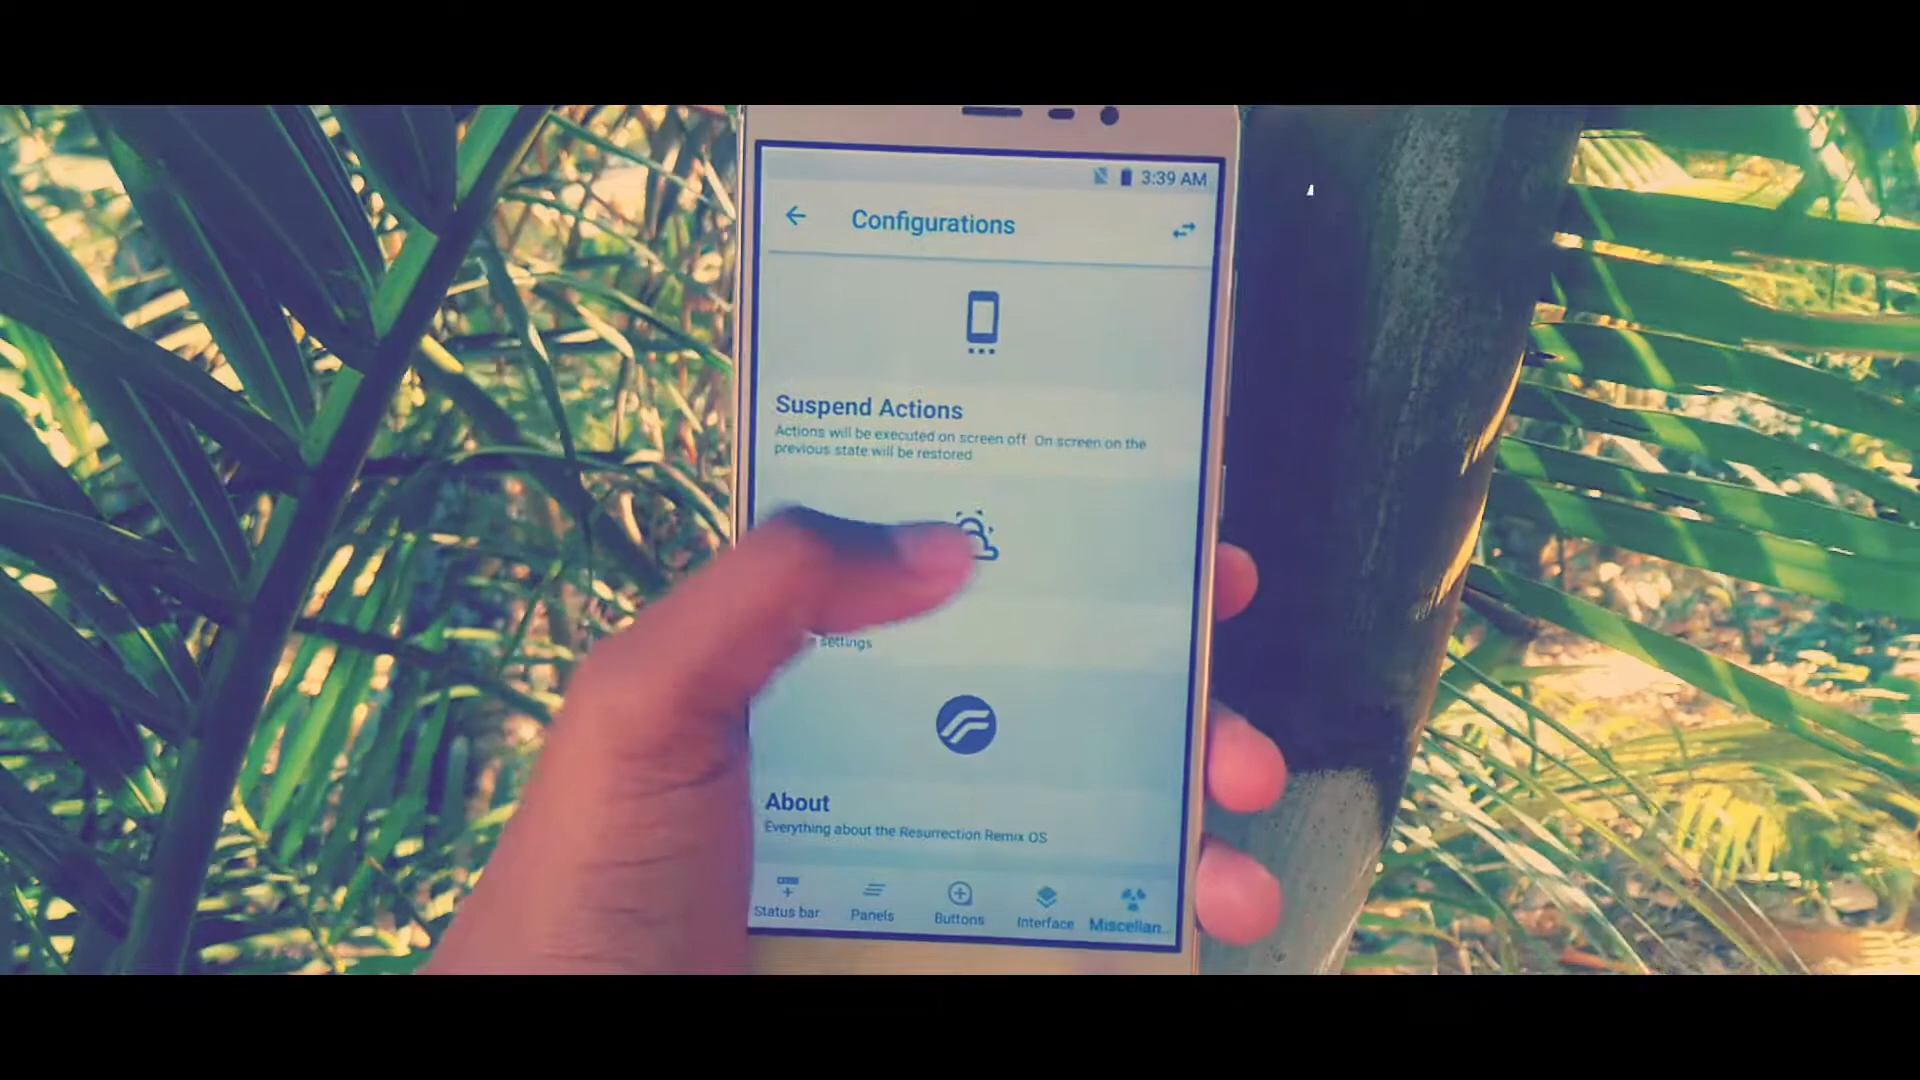 3:39 AM
Configurations
Suspend Actions
Actions will be executed on screen off. On screen on the
previous state will be restored
settings
About
Everything about the Resurrection Remix OS
Status bar
Panels
Buttons
Interface
Miscellan..